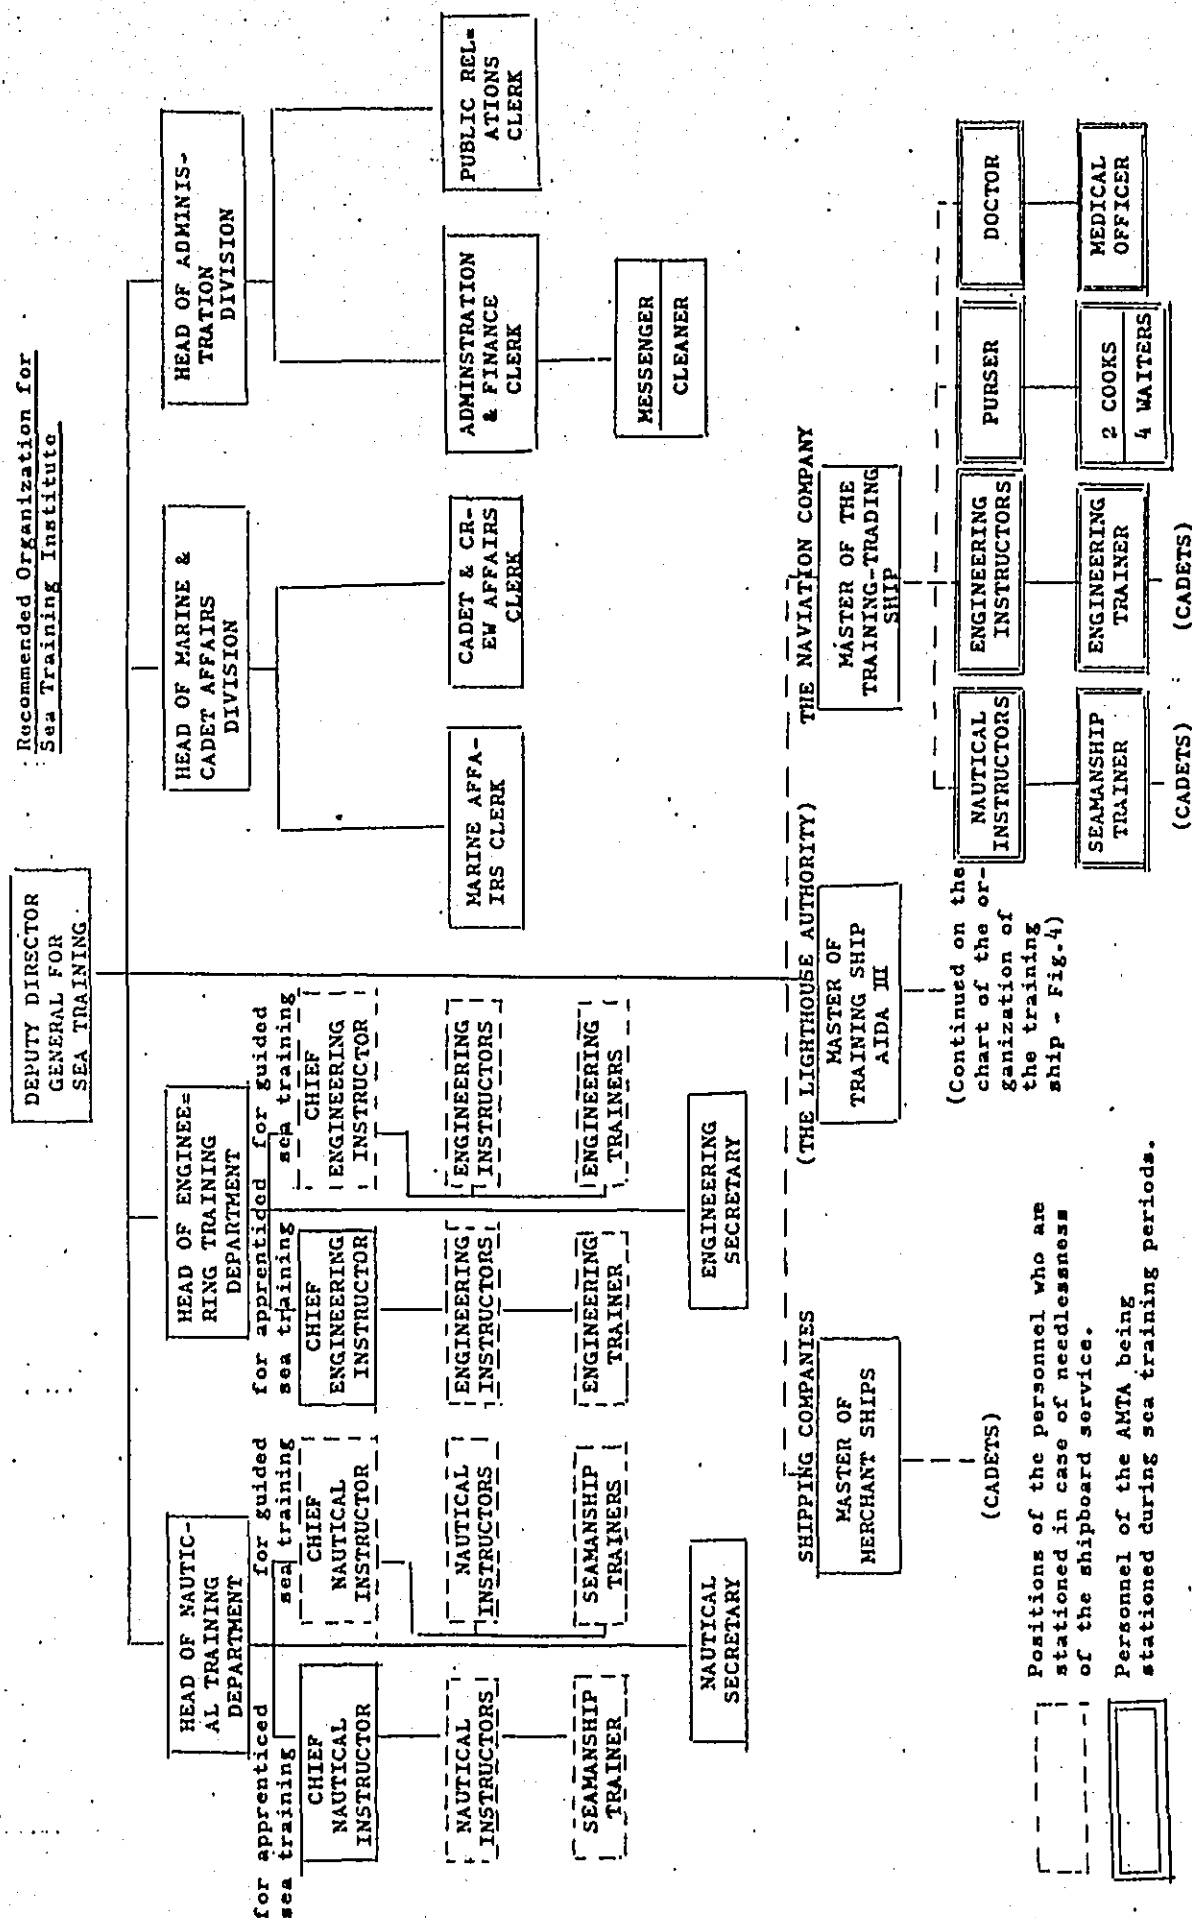 Recommended Organization for
Sea Training Institute
DEPUTY DIRECTOR
GENERAL FOR
SEA TRAINING
HEAD OF NAUTIC-
AL TRAINING
DEPARTMENT
HEAD OF ENGINEE=
RING TRAINING
DEPARTMENT
HEAD OF MARINE &
CADET AFFAIRS
DIVISION
HEAD OF ADMINIS-
TRATION
DIVISION
for apprenticed
sea training
for guided
sea training
for apprentided
sea training
for guided
sea training
CHIEF
NAUTICAL
INSTRUCTOR
CHIEF
NAUTICAL
INSTRUCTOR
CHIEF
ENGINEERING
INSTRUCTOR
CHIEF
ENGINEERING
INSTRUCTOR
NAUTICAL
INSTRUCTORS
NAUTICAL
INSTRUCTORS
ENGINEERING
INSTRUCTORS
ENGINEERING
INSTRUCTORS
MARINE AFFA-
IRS CLERK
CADET & CR-
EW AFFAIRS
CLERK
ADMINSTRATION
& FINANCE
CLERK
PUBLIC REL=
ATIONS
CLERK
SEAMANSHIP
TRAINER
SEAMANSHIP
TRAINERS
ENGINEERING
TRAINER
ENGINEERING
TRAINERS
MESSENGER
CLEANER
NAUTICAL
SECRETARY
ENGINEERING
SECRETARY
SHIPPING COMPANIES
(THE LIGHTHOUSE AUTHORITY)
THE NAVIATION COMPANY
MASTER OF
MERCHANT SHIPS
MASTER OF
TRAINING SHIP
AIDA III
MASTER OF THE
TRAINING-TRADING
SHIP
(CADETS)
(Continued on the
chart of the or-
ganization of
the training
ship - Fig.4)
NAUTICAL
INSTRUCTORS
ENGINEERING
INSTRUCTORS
PURSER
DOCTOR
SEAMANSHIP
TRAINER
ENGINEERING
TRAINER
2 COOKS
4 WAITERS
MEDICAL
OFFICER
(CADETS)
(CADETS)
Positions of the personnel who are
stationed in case of needlessness
of the shipboard service.
Personnel of the AMTA being
stationed during sea training periods.